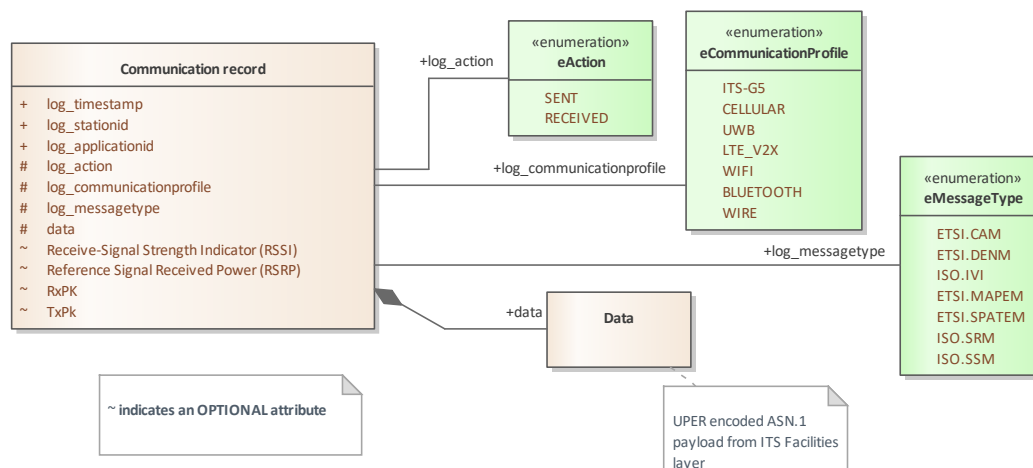 Communication record
+ log_timestamp
+ log_stationid
+ log_applicationid
# log_action
# log_communicationprofile
# log_messagetype
# data
~ Receive-Signal Strength Indicator (RSSI)
~ Reference Signal Received Power (RSRP)
~ RxPK
~ TxPk
+log_action
«enumeration»
eAction
SENT
RECEIVED
+log_communicationprofile
«enumeration»
eCommunicationProfile
ITS-G5
CELLULAR
UWB
LTE_V2X
WIFI
BLUETOOTH
WIRE
+log_messagetype
«enumeration»
eMessageType
ETSI.CAM
ETSI.DENM
ISO.IVI
ETSI.MAPEM
ETSI.SPATEM
ISO.SRM
ISO.SSM
+data
Data
~ indicates an OPTIONAL attribute
UPER encoded ASN.1
payload from ITS Facilities
layer